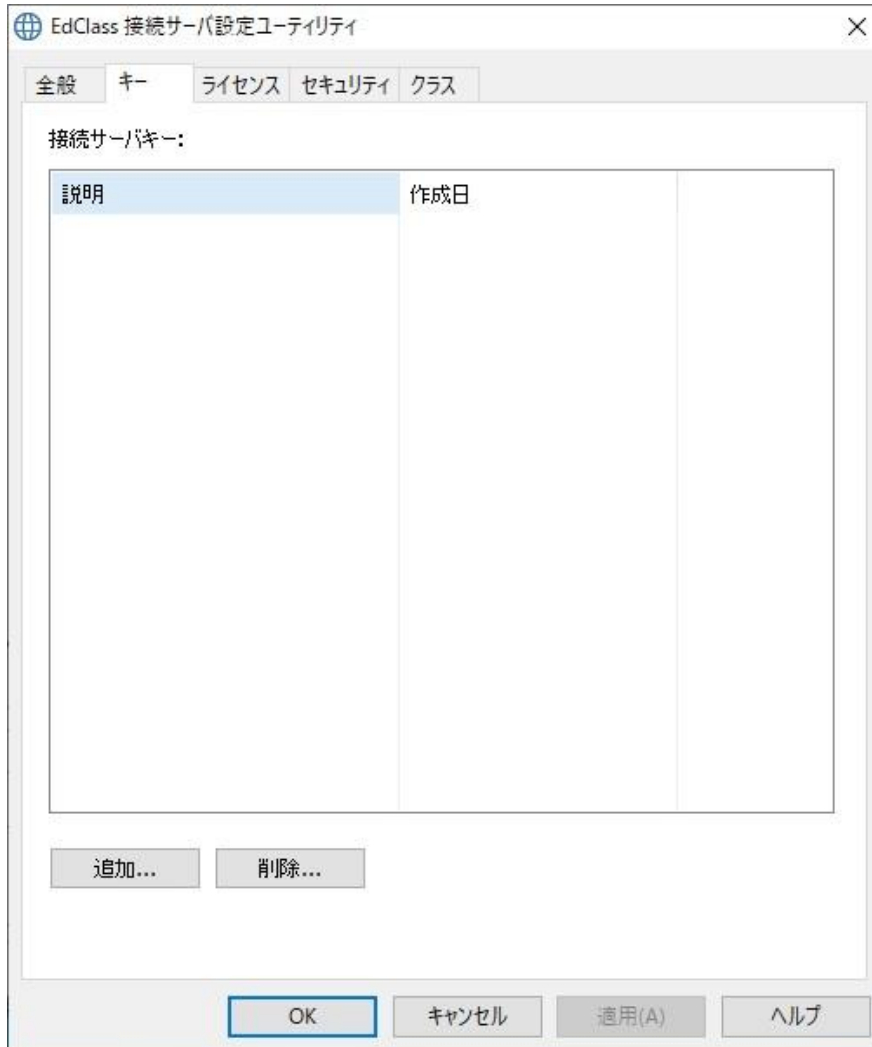 EdClass 接続サーバ設定ユーティリティ
全般 キー ライセンス セキュリティ クラス
接続サーバキー:
説明 作成日
追加... 削除...
OK キャンセル 適用(A) ヘルプ